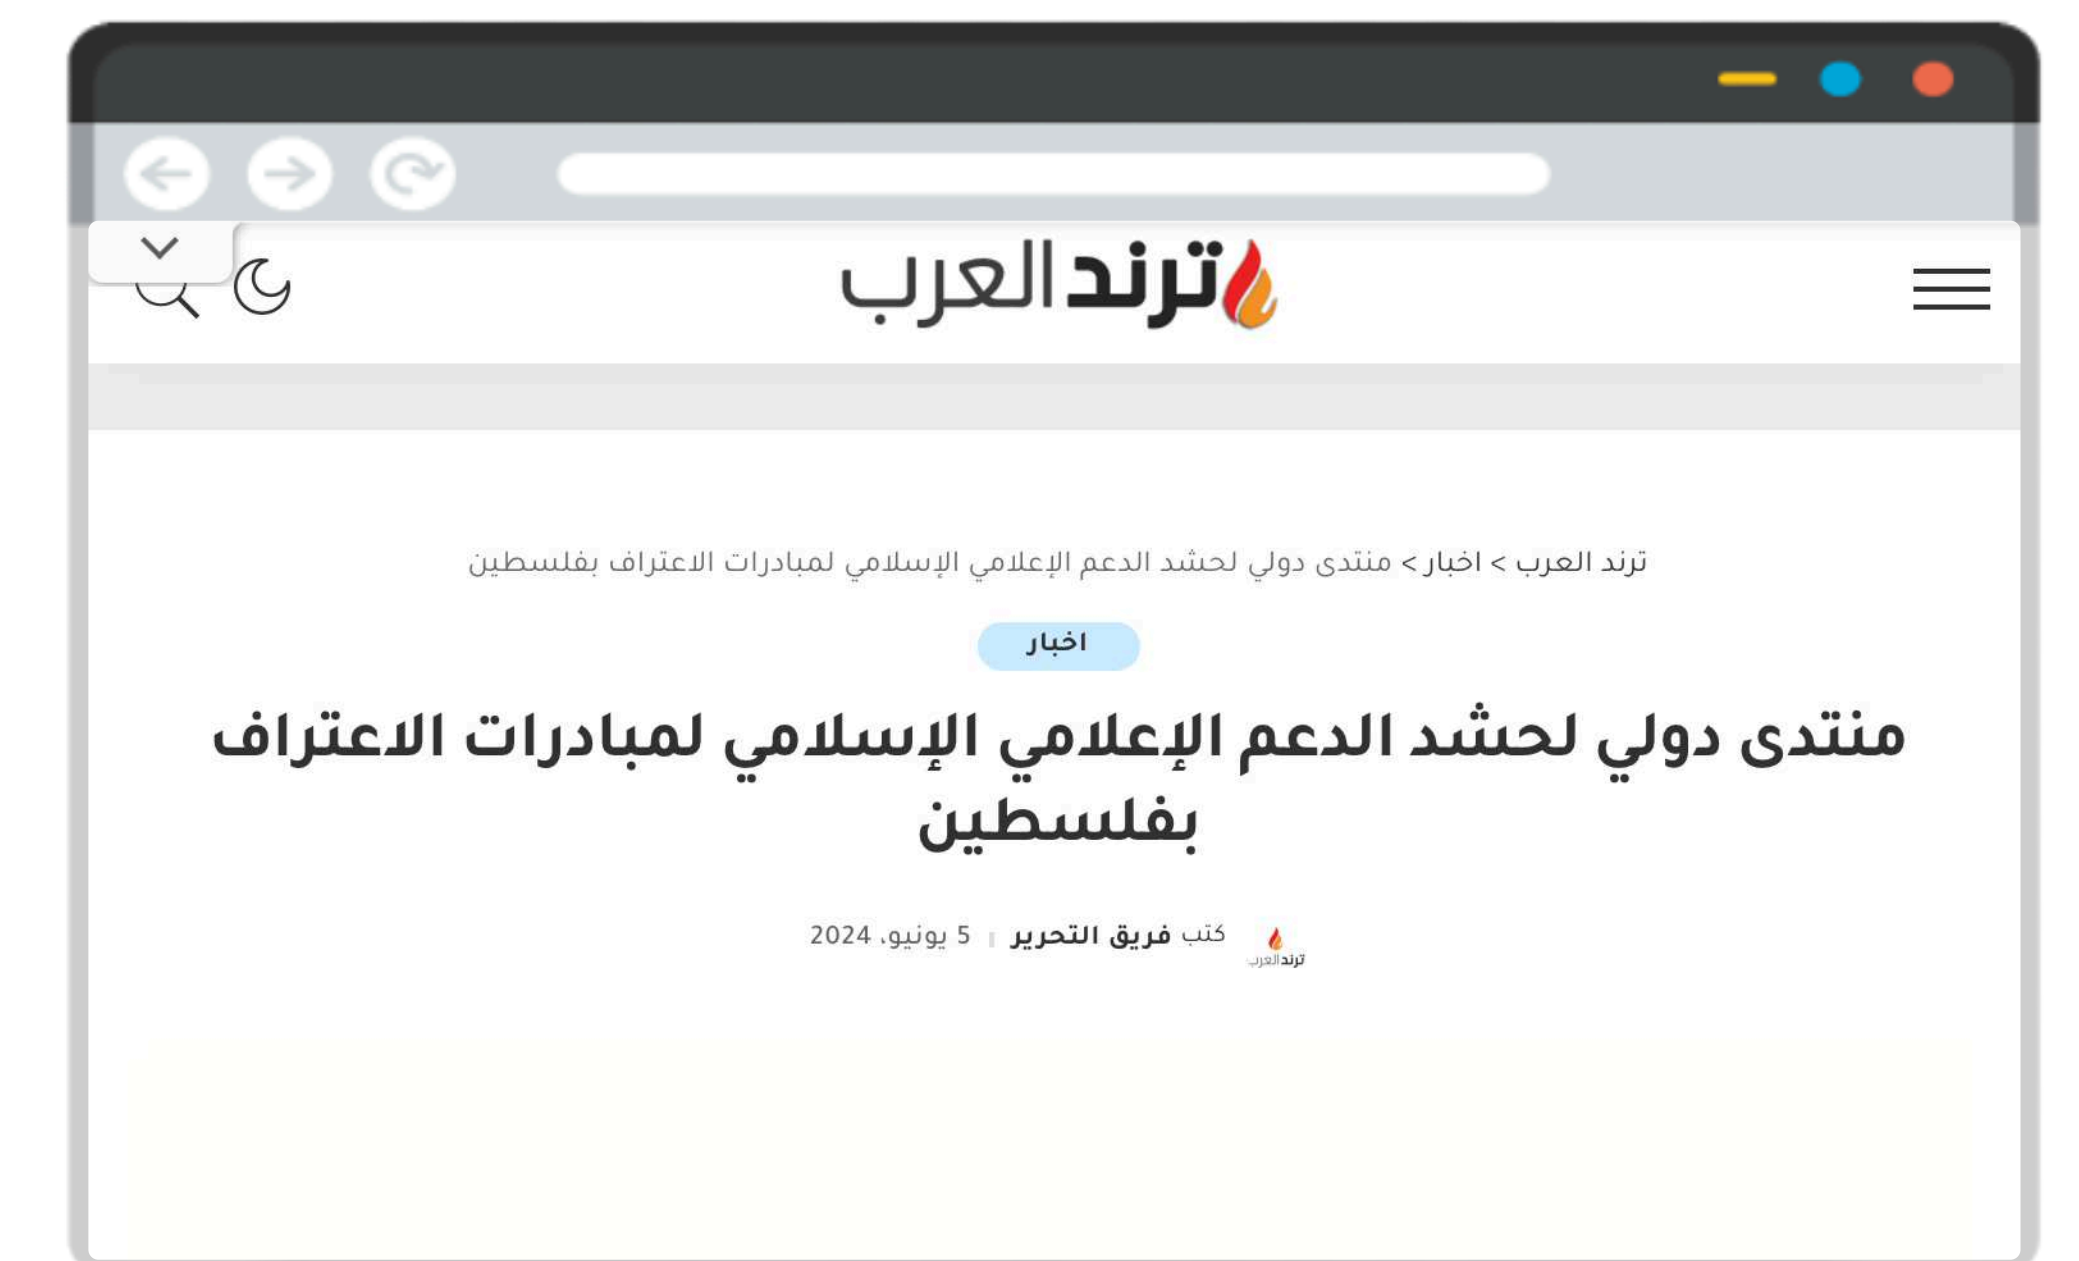 ترند العرب
ترند العرب > اخبار > منتدى دولي لحشد الدعم الإعلامي الإسلامي لمبادرات الاعتراف بفلسطين
اخبار
منتدى دولي لحشد الدعم الإعلامي الإسلامي لمبادرات الاعتراف
بفلسطين
كتب فريق التحرير 5 يونيو، 2024
ترند العرب